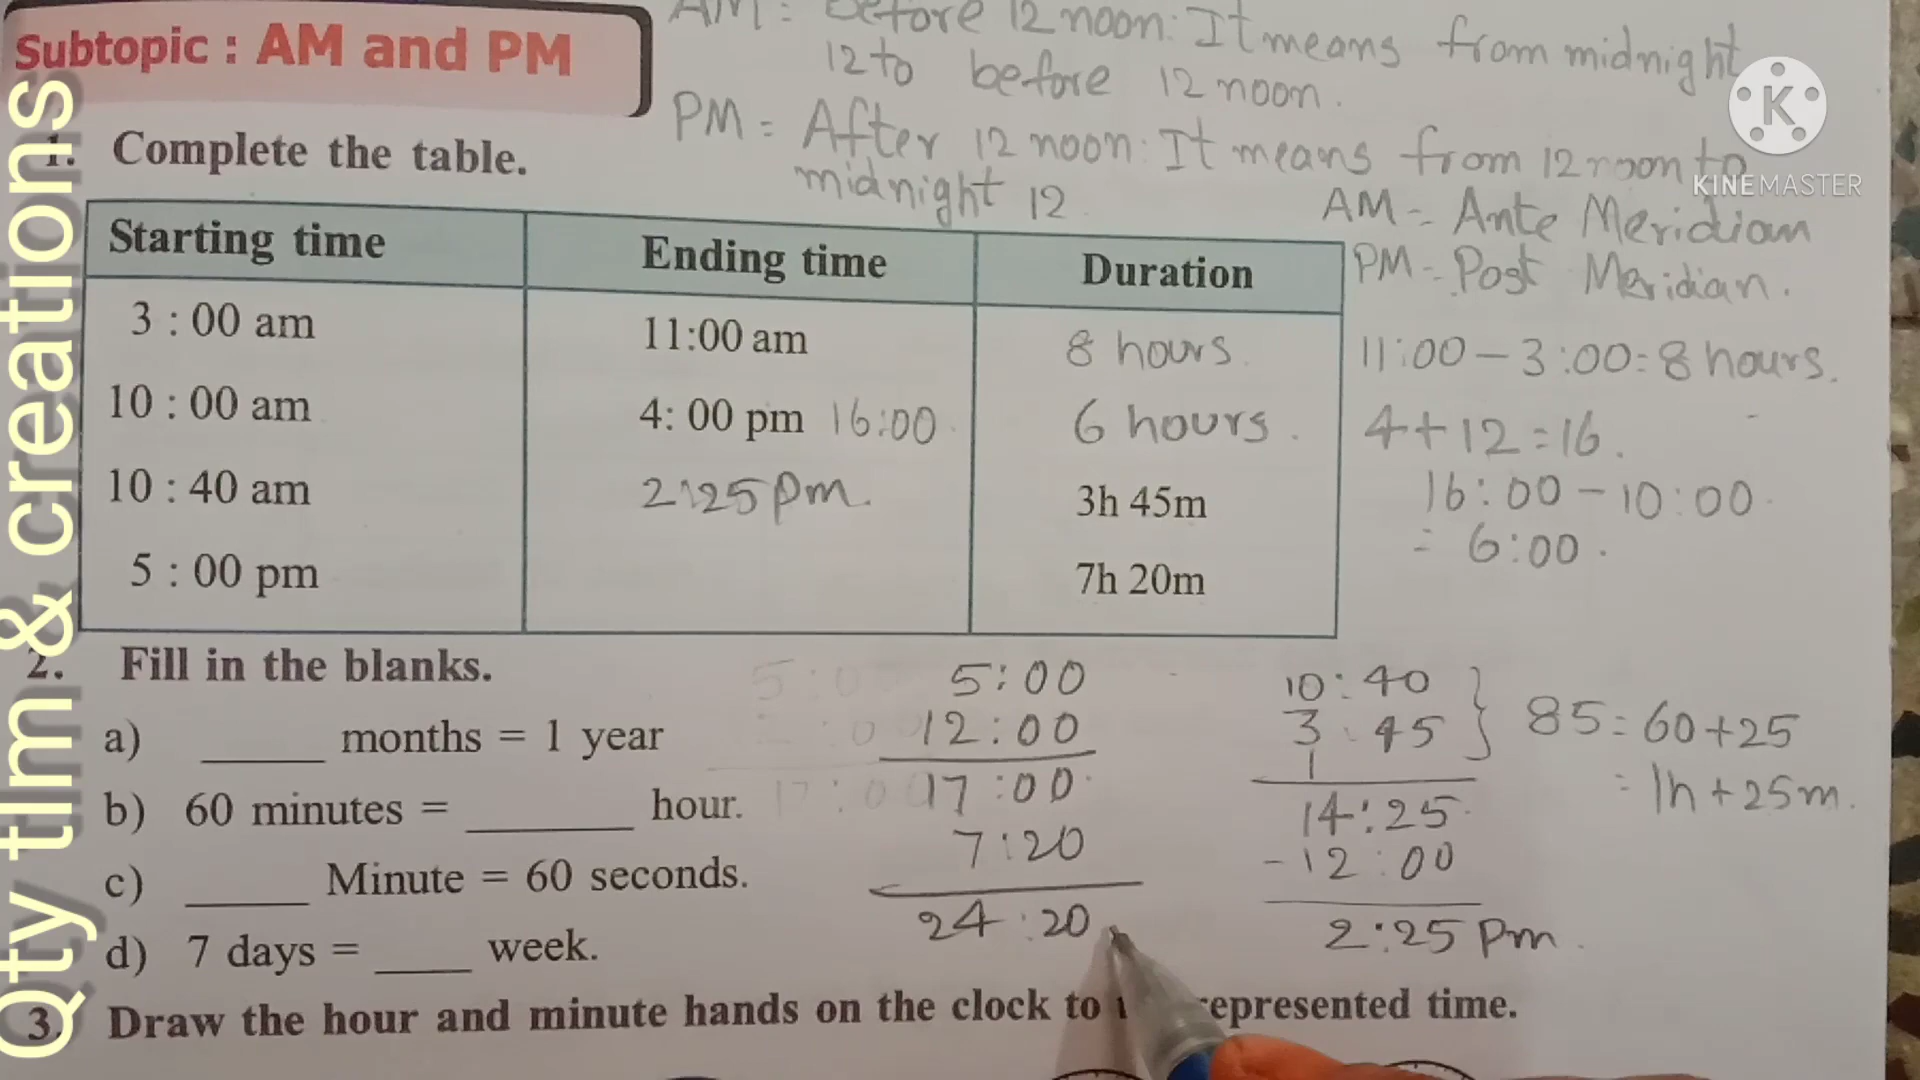 Subtopic : AM and PM
AM = Before 12 noon: It means from midnight
12 to before 12 noon.
PM = After 12 noon: It means from 12 noon to
midnight 12
KINEMASTER
AM = Ante Meridiam
PM = Post Meridian.
1. Complete the table.
Starting time Ending time Duration
3 : 00 am 11:00 am 8 hours. 11:00 - 3:00 = 8 hours.
10 : 00 am 4: 00 pm 16:00 6 hours. 4 + 12 = 16.
10 : 40 am 2:25 pm. 3h 45m 16:00 - 10:00
= 6:00.
5 : 00 pm 7h 20m
2. Fill in the blanks.
a) _____ months = 1 year
b) 60 minutes = _____ hour.
c) _____ Minute = 60 seconds.
d) 7 days = ____ week.
5:00
12:00
17:00
7:20
24:20
10:40
3:45
1
14:25
-12:00
2:25 pm.
85 = 60+25
= 1h + 25m.
3. Draw the hour and minute hands on the clock to epresented time.
Qty tlm & creations